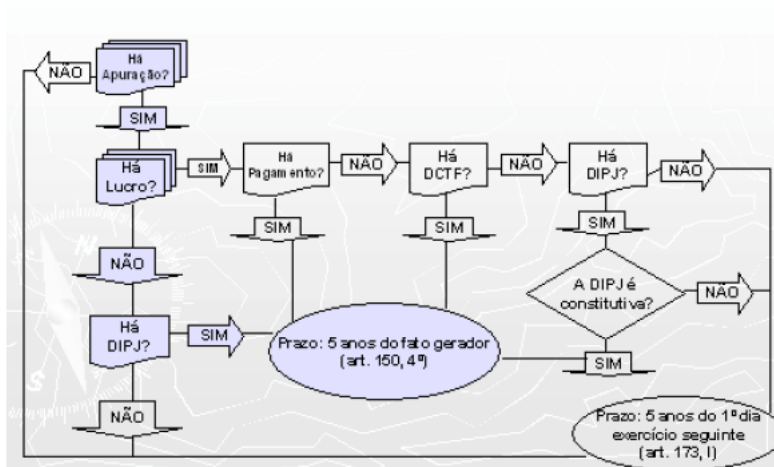 Há
Apuração?
NÃO
SIM
Há
Lucro?
SIM
Há
Pagamento?
NÃO
Há
DCTF?
NÃO
Há
DIPJ?
NÃO
SIM
SIM
SIM
NÃO
A DIPJ é
constitutiva?
NÃO
Há
DIPJ?
SIM
Prazo: 5 anos do fato gerador
(art. 150, 4º)
SIM
NÃO
Prazo: 5 anos do 1º dia
exercício seguinte
(art. 173, I)
N
S